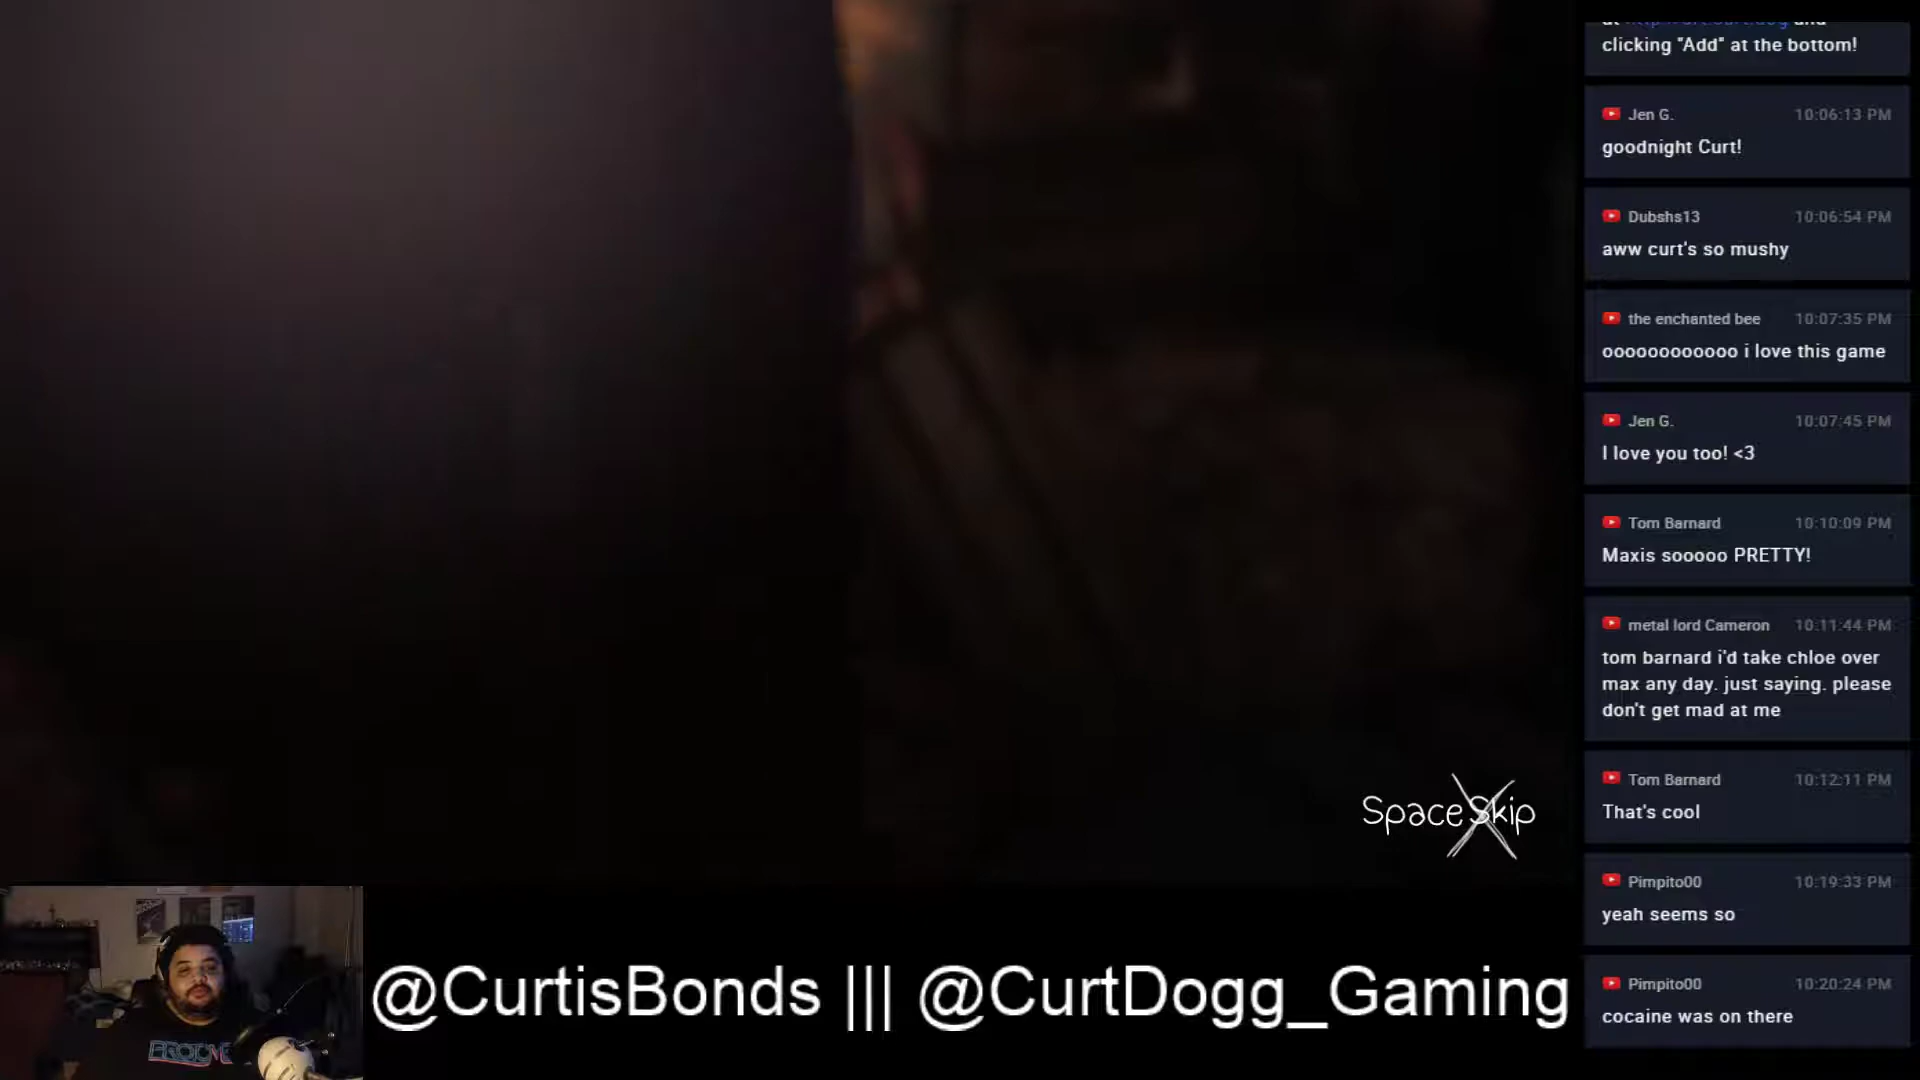 clicking "Add" at the bottom!
Jen G. 10:06:13 PM
goodnight Curt!
Dubshs13 10:06:54 PM
aww curt's so mushy
the enchanted bee 10:07:35 PM
oooooooooooo i love this game
Jen G. 10:07:45 PM
I love you too! <3
Tom Barnard 10:10:09 PM
Maxis sooooo PRETTY!
metal lord Cameron 10:11:44 PM
tom barnard i'd take chloe over
max any day. just saying. please
don't get mad at me
Tom Barnard 10:12:11 PM
That's cool
Pimpito00 10:19:33 PM
yeah seems so
Pimpito00 10:20:24 PM
cocaine was on there
Space Skip
@CurtisBonds ||| @CurtDogg_Gaming